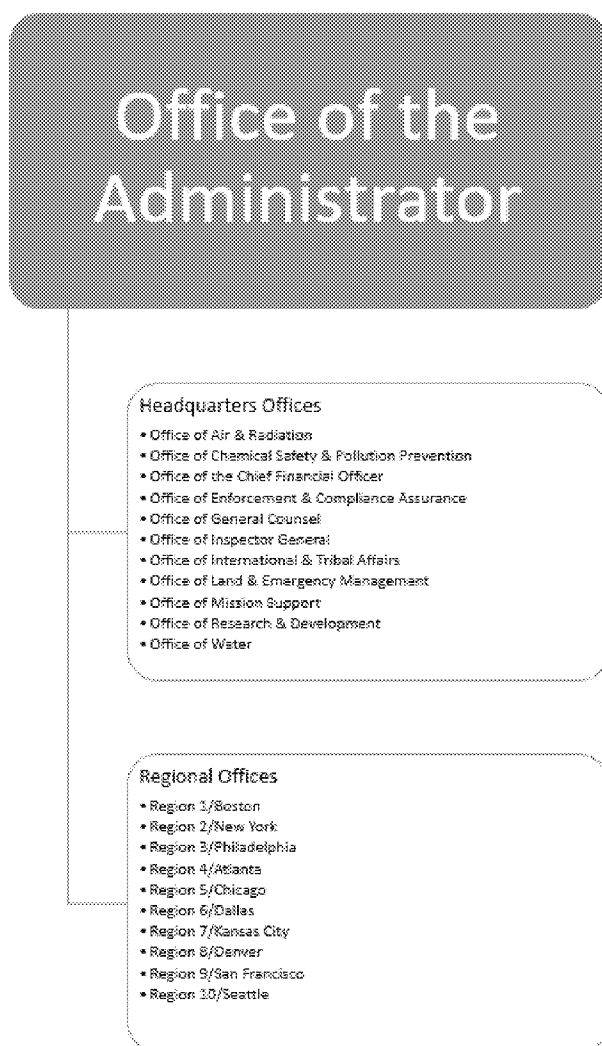 Office of the
Administrator
Headquarters Offices
• Office of Air & Radiation
• Office of Chemical Safety & Pollution Prevention
• Office of the Chief Financial Officer
• Office of Enforcement & Compliance Assurance
• Office of General Counsel
• Office of Inspector General
• Office of International & Tribal Affairs
• Office of Land & Emergency Management
• Office of Mission Support
• Office of Research & Development
• Office of Water
Regional Offices
• Region 1/Boston
• Region 2/New York
• Region 3/Philadelphia
• Region 4/Atlanta
• Region 5/Chicago
• Region 6/Dallas
• Region 7/Kansas City
• Region 8/Denver
• Region 9/San Francisco
• Region 10/Seattle